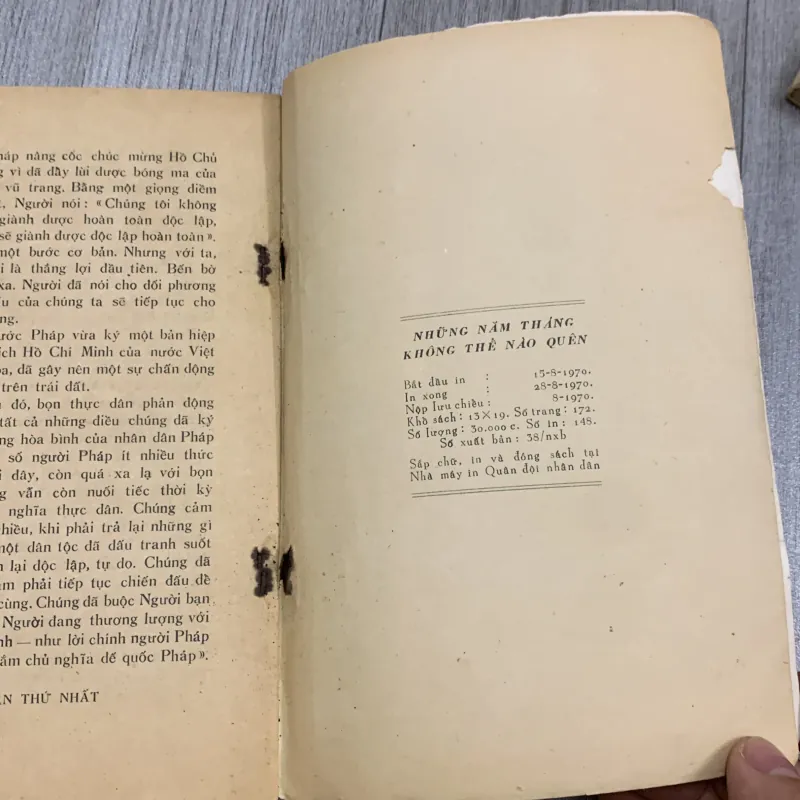 nâng cốc chúc mừng Hồ Chủ
vì đã đẩy lùi được bóng ma của
vũ trang. Bằng một giọng điềm
Người nói: « Chúng tôi không
giành được hoàn toàn độc lập,
sẽ giành được độc lập hoàn toàn ».
một bước cơ bản. Nhưng với ta,
là thắng lợi đầu tiên. Bến bờ
xa. Người đã nói cho đối phương
của chúng ta sẽ tiếp tục cho
Pháp vừa ký một bản hiệp
Hồ Chí Minh của nước Việt
đã gây nên một sự chấn động
trên trái đất.
đó, bọn thực dân phản động
tất cả những điều chúng đã ký
hòa bình của nhân dân Pháp
số người Pháp ít nhiều thức
đây, còn quá xa lạ với bọn
vẫn còn nuối tiếc thời kỳ
nghĩa thực dân. Chúng cảm
khi phải trả lại những gì
một dân tộc đã đấu tranh suốt
lại độc lập, tự do. Chúng đã
phải tiếp tục chiến đấu để
cùng. Chúng đã buộc Người bạn
Người đang thương lượng với
— như lời chính người Pháp
chủ nghĩa đế quốc Pháp ».
THỨ NHẤT
NHỮNG NĂM THÁNG
KHÔNG THỂ NÀO QUÊN
Bắt đầu in : 15-8-1970.
In xong : 28-8-1970.
Nộp lưu chiểu : 8-1970.
Khổ sách : 13×19. Số trang : 172.
Số lượng : 30.000c. Số in : 148.
Số xuất bản : 38/nxb
Sắp chữ, in và đóng sách tại
Nhà máy in Quân đội nhân dân